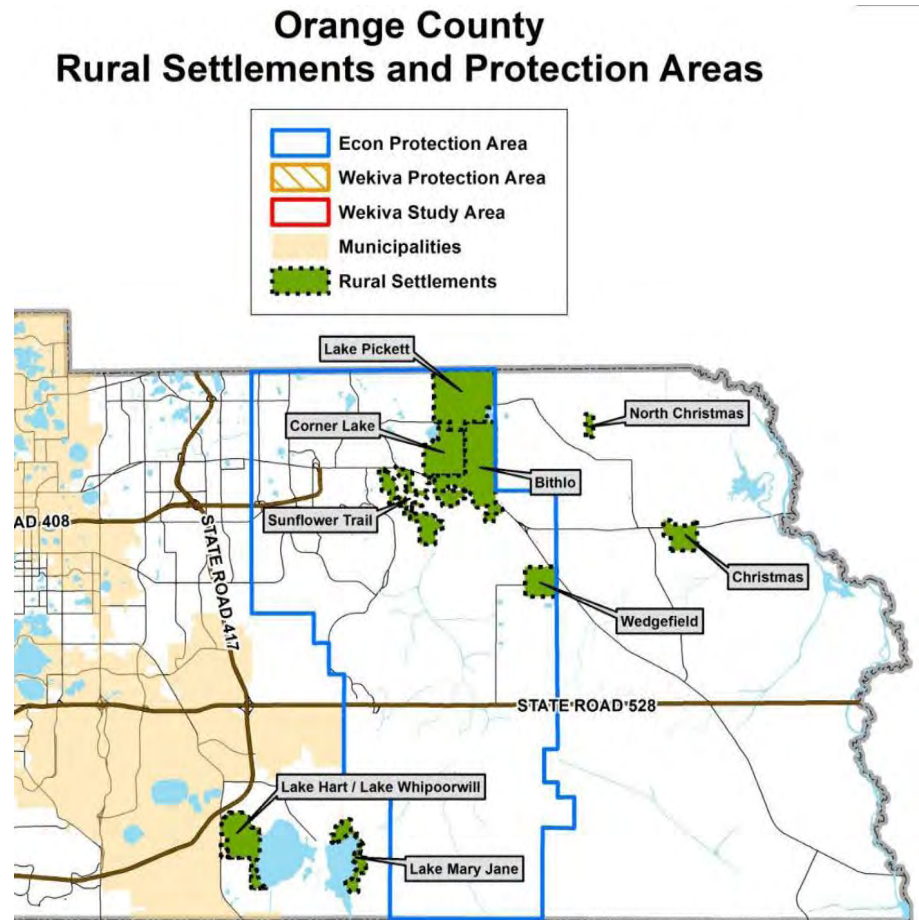 Orange County
Rural Settlements and Protection Areas
Econ Protection Area
Wekiva Protection Area
Wekiva Study Area
Municipalities
Rural Settlements
Lake Pickett
North Christmas
Corner Lake
Bithlo
Sunflower Trail
AD 408
STATE ROAD 417
Christmas
Wedgefield
STATE ROAD 528
Lake Hart / Lake Whipoorwill
Lake Mary Jane